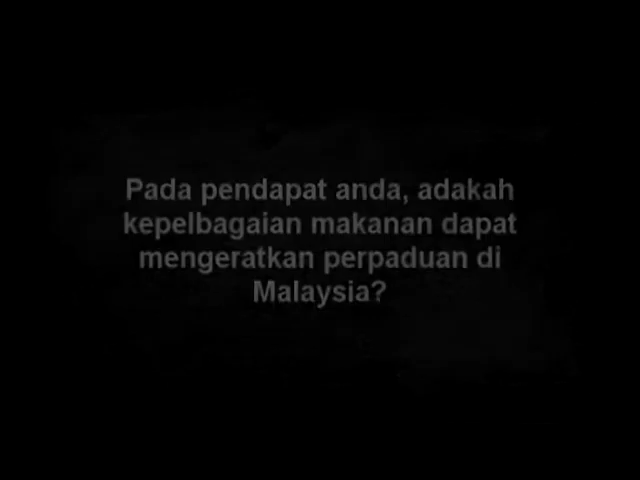 Pada pendapat anda, adakah
kepelbagaian makanan dapat
mengeratkan perpaduan di
Malaysia?